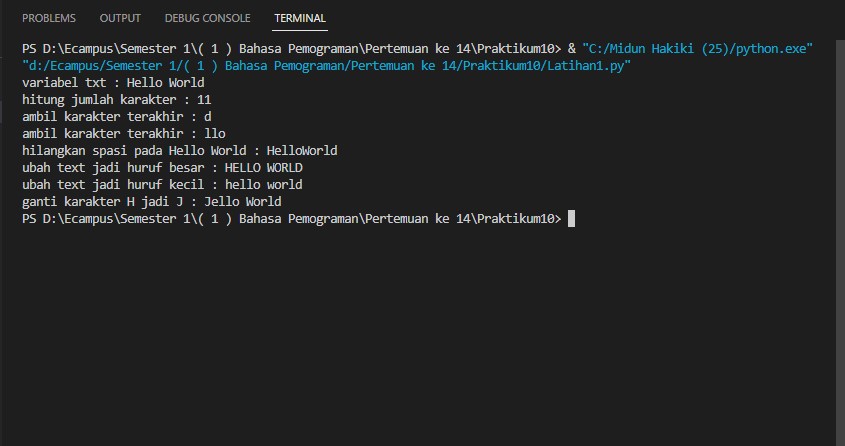 PROBLEMS OUTPUT DEBUG CONSOLE TERMINAL
PS D:\Ecampus\Semester 1\( 1 ) Bahasa Pemograman\Pertemuan ke 14\Praktikum10> & "C:/Midun Hakiki (25)/python.exe"
"d:/Ecampus/Semester 1/( 1 ) Bahasa Pemograman/Pertemuan ke 14/Praktikum10/Latihan1.py"
variabel txt : Hello World
hitung jumlah karakter : 11
ambil karakter terakhir : d
ambil karakter terakhir : llo
hilangkan spasi pada Hello World : HelloWorld
ubah text jadi huruf besar : HELLO WORLD
ubah text jadi huruf kecil : hello world
ganti karakter H jadi J : Jello World
PS D:\Ecampus\Semester 1\( 1 ) Bahasa Pemograman\Pertemuan ke 14\Praktikum10>